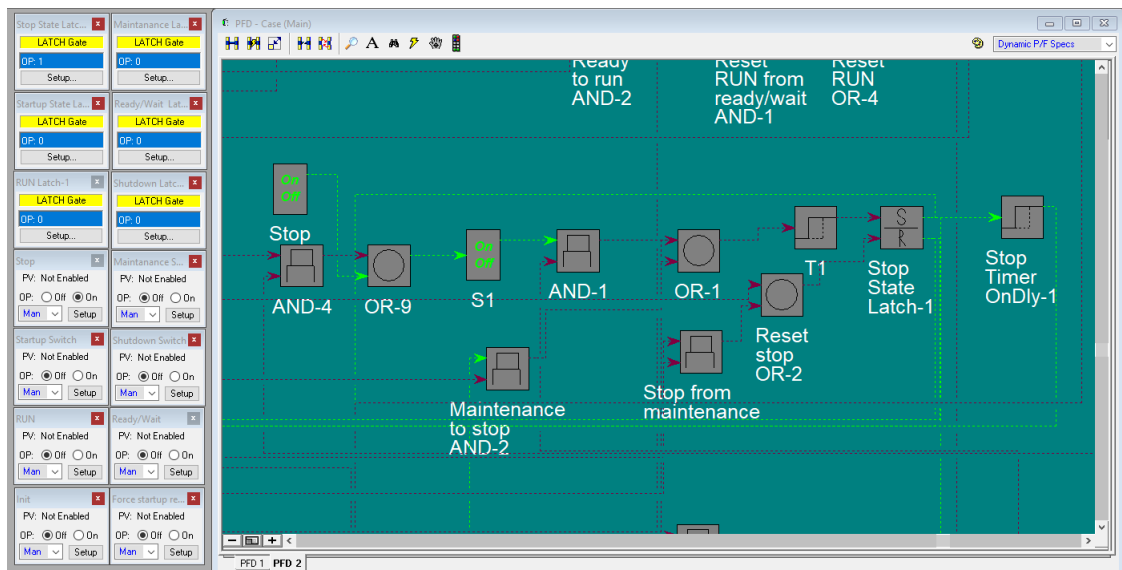 Stop State Latc...
LATCH Gate
OP: 1
Setup...
Maintanance La...
LATCH Gate
OP: 0
Setup...
Startup State La...
LATCH Gate
OP: 0
Setup...
Ready/Wait Lat...
LATCH Gate
OP: 0
Setup...
RUN Latch-1
LATCH Gate
OP: 0
Setup...
Shutdown Latc...
LATCH Gate
OP: 0
Setup...
Stop
PV: Not Enabled
OP: Off On
Man Setup
Maintanance S...
PV: Not Enabled
OP: Off On
Man Setup
Startup Switch
PV: Not Enabled
OP: Off On
Man Setup
Shutdown Switch
PV: Not Enabled
OP: Off On
Man Setup
RUN
PV: Not Enabled
OP: Off On
Man Setup
Ready/Wait
PV: Not Enabled
OP: Off On
Man Setup
Init
PV: Not Enabled
OP: Off On
Man Setup
Force startup re...
PV: Not Enabled
OP: Off On
Man Setup
PFD - Case (Main)
A
Dynamic P/F Specs
Ready
to run
AND-2
Reset
RUN from
ready/wait
AND-1
Reset
RUN
OR-4
On
Off
Stop
AND-4
OR-9
On
Off
S1
AND-1
OR-1
T1
S
R
Stop
State
Latch-1
Stop
Timer
OnDly-1
Reset
stop
OR-2
Stop from
maintenance
Maintenance
to stop
AND-2
PFD 1
PFD 2